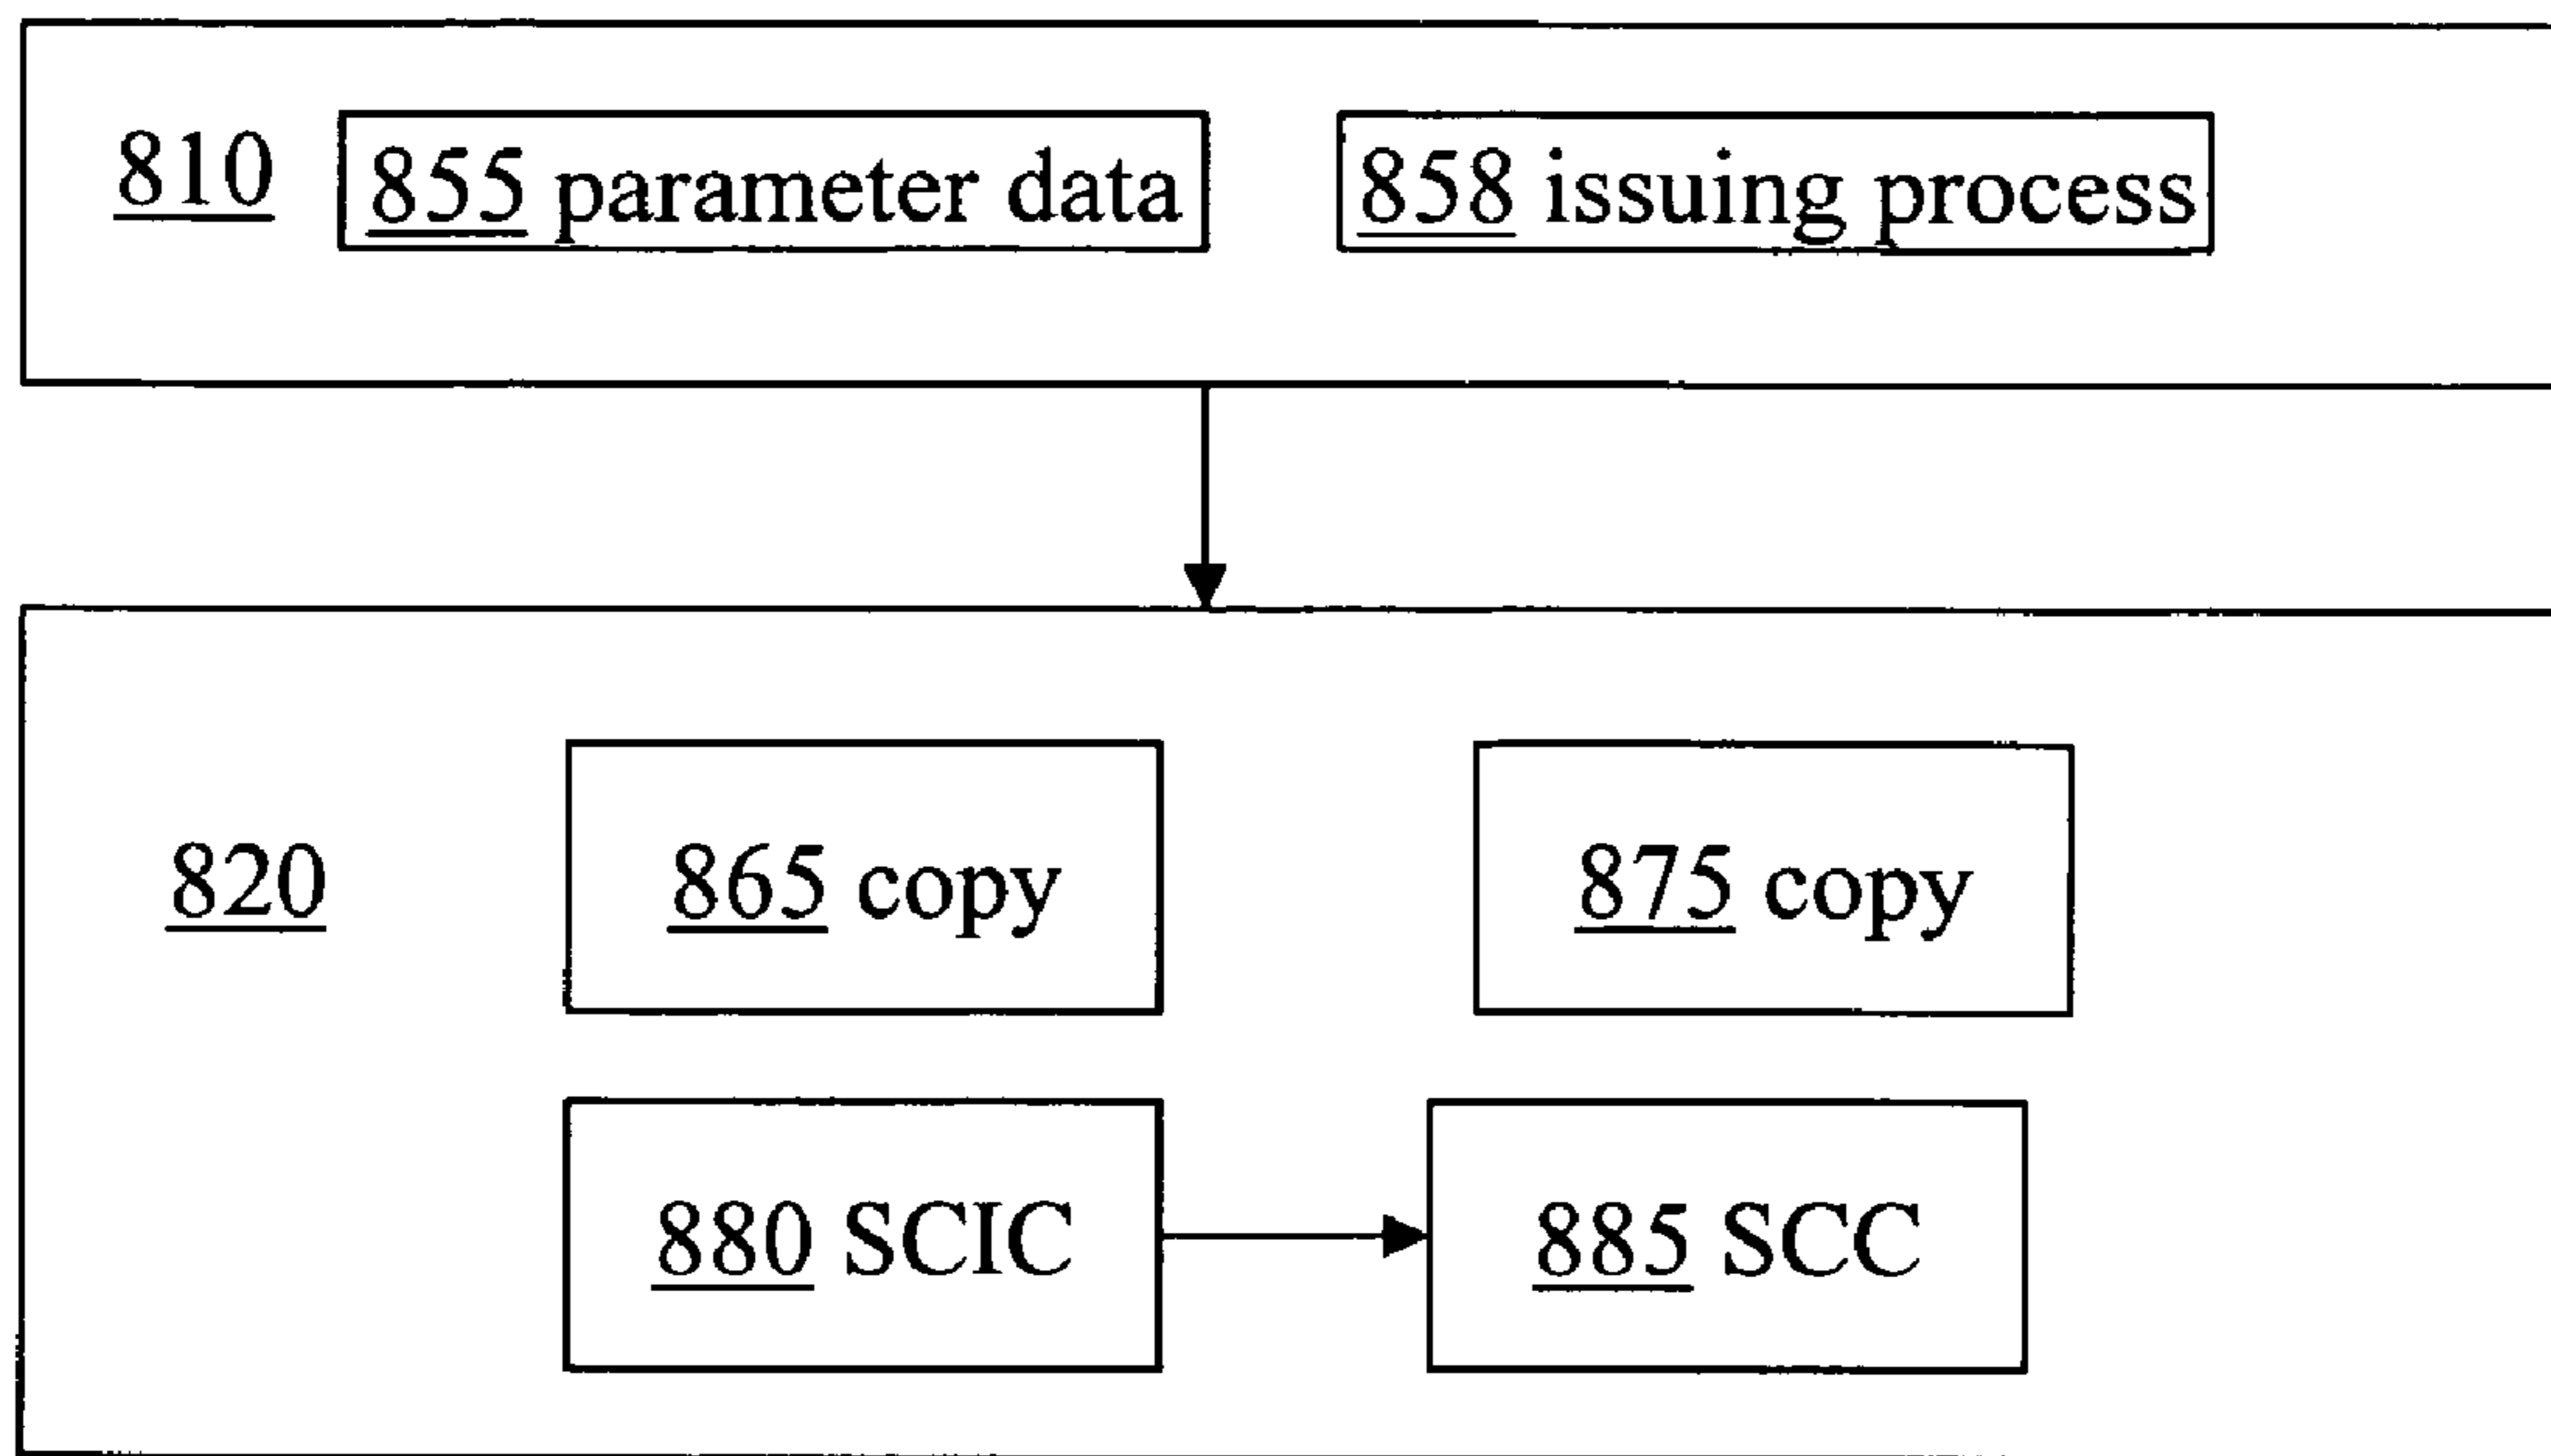 810
855 parameter data
858 issuing process
820
865 copy
875 copy
880 SCIC
885 SCC